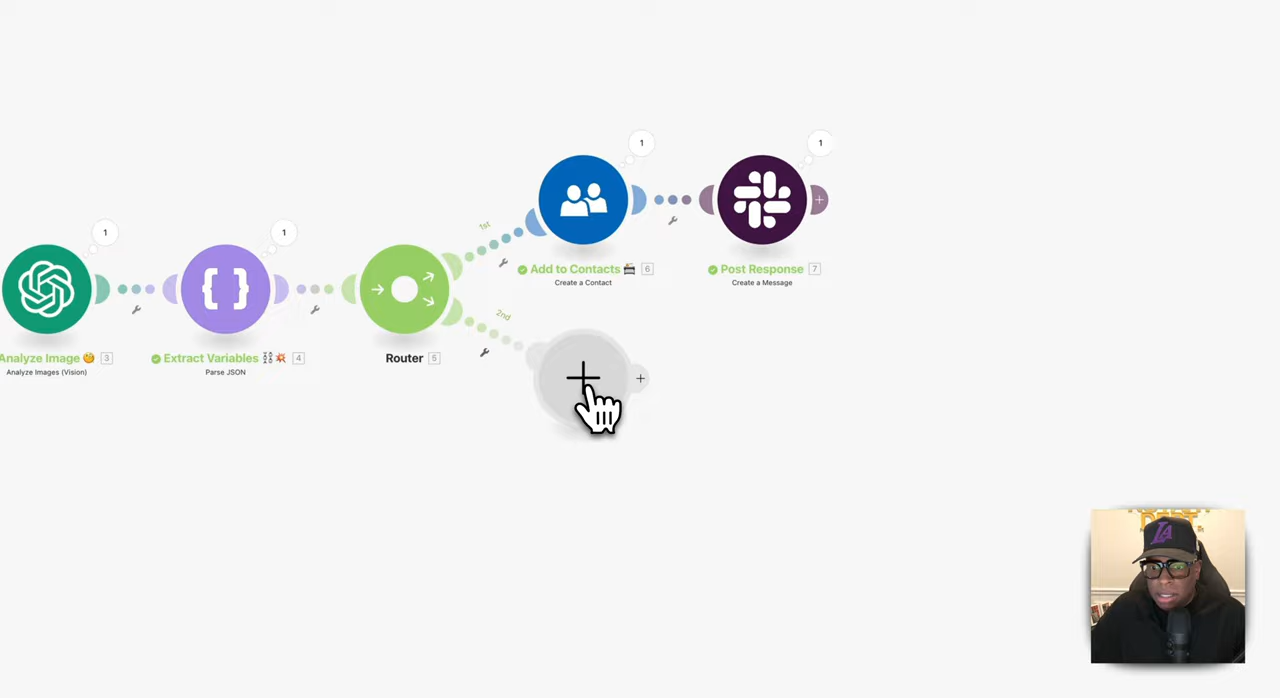 1
1
1st
Add to Contacts 6
Create a Contact
Post Response 7
Create a Message
1
1
Analyze Image 3
Analyze Images (Vision)
Extract Variables 4
Parse JSON
Router 5
2nd
LA